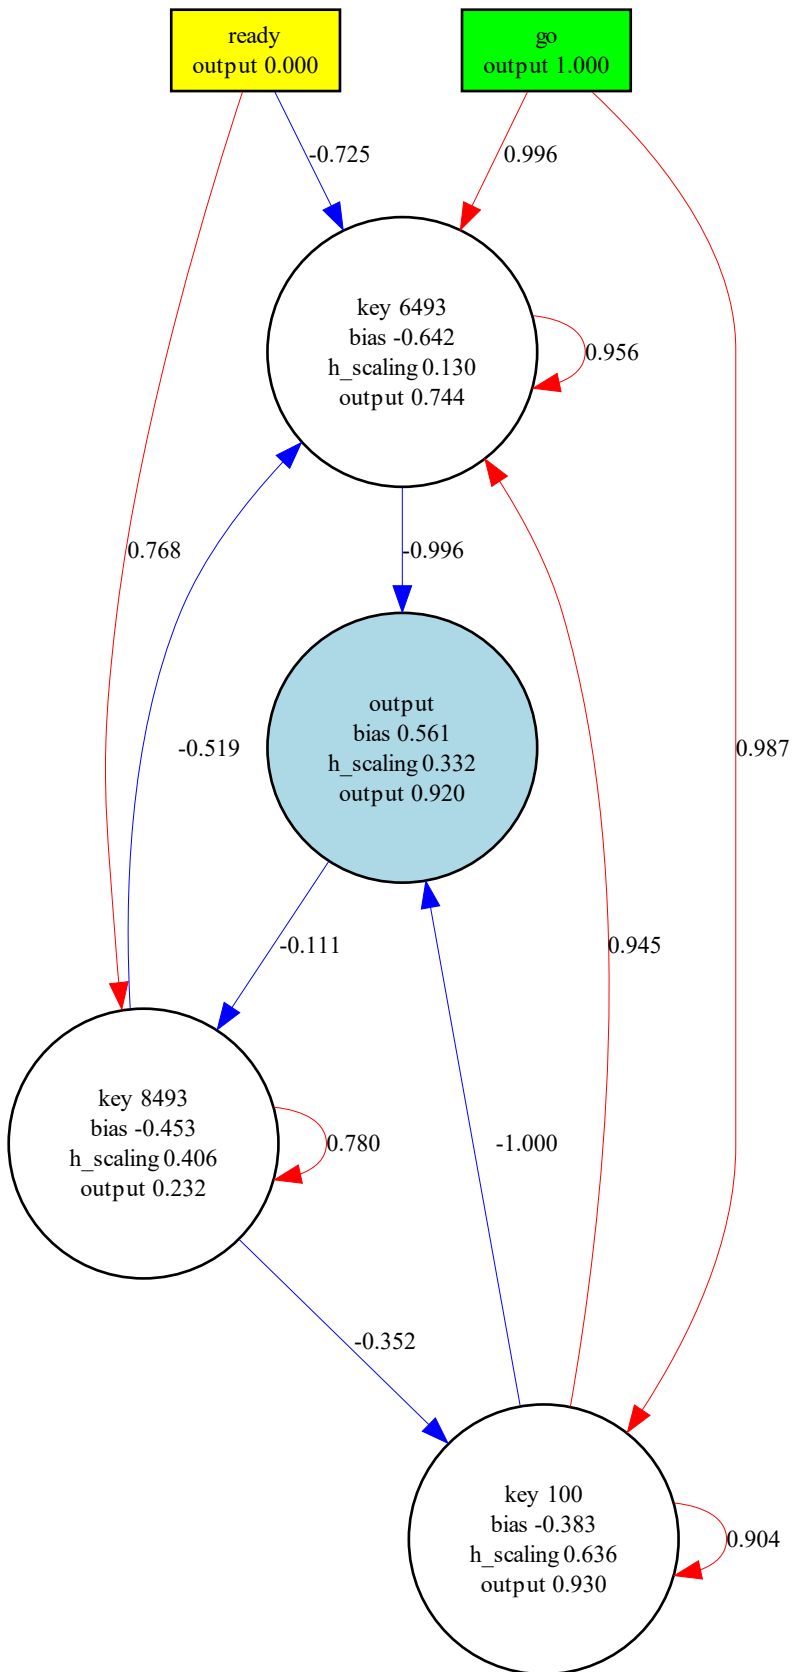 ready
output 0.000
go
output 1.000
-0.725
0.996
key 6493
bias -0.642
h_scaling 0.130
output 0.744
0.956
0.768
-0.996
output
bias 0.561
h_scaling 0.332
output 0.920
-0.519
0.987
-0.111
0.945
key 8493
bias -0.453
h_scaling 0.406
output 0.232
0.780
-1.000
-0.352
key 100
bias -0.383
h_scaling 0.636
output 0.930
0.904